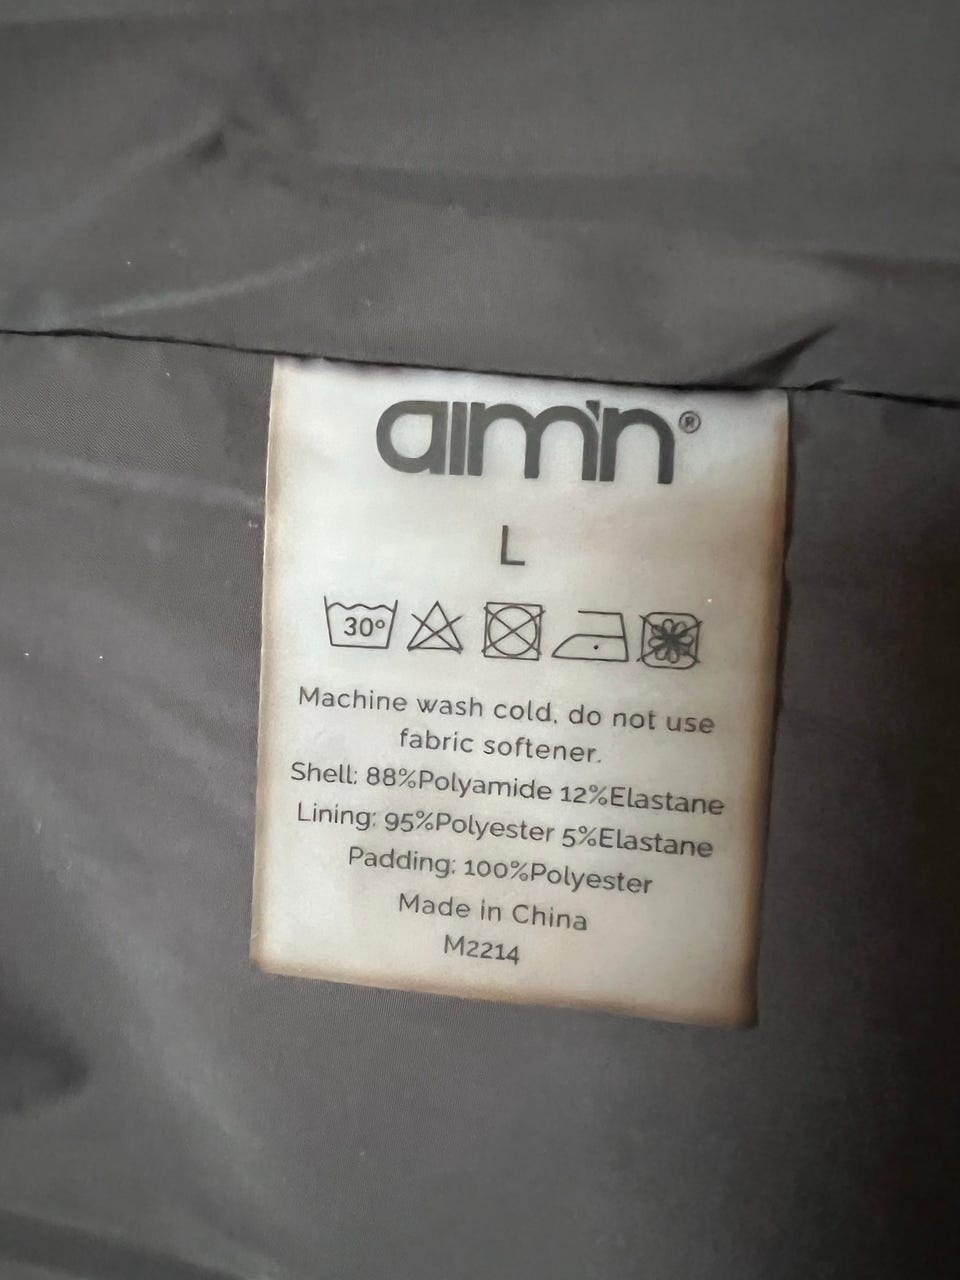 aim'n®
L
30°
Machine wash cold, do not use
fabric softener.
Shell: 88%Polyamide 12%Elastane
Lining: 95%Polyester 5%Elastane
Padding: 100%Polyester
Made in China
M2214